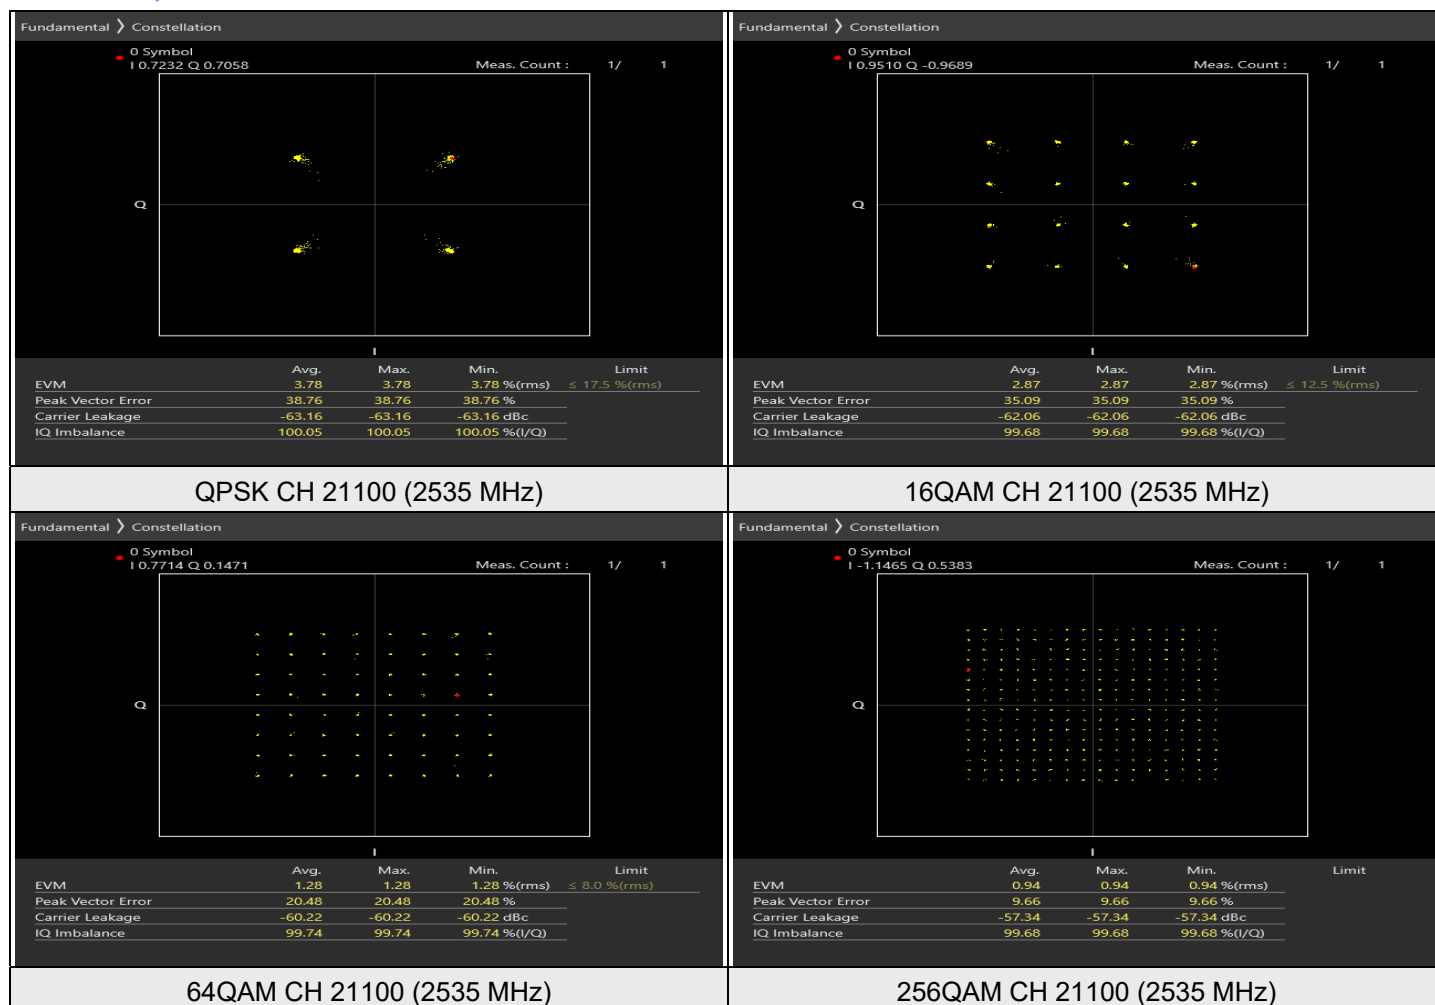 Fundamental ❯ Constellation
0 Symbol
I 0.7232 Q 0.7058 Meas. Count : 1/ 1
Q
I
Avg. Max. Min. Limit
EVM 3.78 3.78 3.78 %(rms) ≤ 17.5 %(rms)
Peak Vector Error 38.76 38.76 38.76 %
Carrier Leakage -63.16 -63.16 -63.16 dBc
IQ Imbalance 100.05 100.05 100.05 %(I/Q)
QPSK CH 21100 (2535 MHz)
Fundamental ❯ Constellation
0 Symbol
I 0.9510 Q -0.9689 Meas. Count : 1/ 1
Q
I
Avg. Max. Min. Limit
EVM 2.87 2.87 2.87 %(rms) ≤ 12.5 %(rms)
Peak Vector Error 35.09 35.09 35.09 %
Carrier Leakage -62.06 -62.06 -62.06 dBc
IQ Imbalance 99.68 99.68 99.68 %(I/Q)
16QAM CH 21100 (2535 MHz)
Fundamental ❯ Constellation
0 Symbol
I 0.7714 Q 0.1471 Meas. Count : 1/ 1
Q
I
Avg. Max. Min. Limit
EVM 1.28 1.28 1.28 %(rms) ≤ 8.0 %(rms)
Peak Vector Error 20.48 20.48 20.48 %
Carrier Leakage -60.22 -60.22 -60.22 dBc
IQ Imbalance 99.74 99.74 99.74 %(I/Q)
64QAM CH 21100 (2535 MHz)
Fundamental ❯ Constellation
0 Symbol
I -1.1465 Q 0.5383 Meas. Count : 1/ 1
Q
I
Avg. Max. Min. Limit
EVM 0.94 0.94 0.94 %(rms)
Peak Vector Error 9.66 9.66 9.66 %
Carrier Leakage -57.34 -57.34 -57.34 dBc
IQ Imbalance 99.68 99.68 99.68 %(I/Q)
256QAM CH 21100 (2535 MHz)